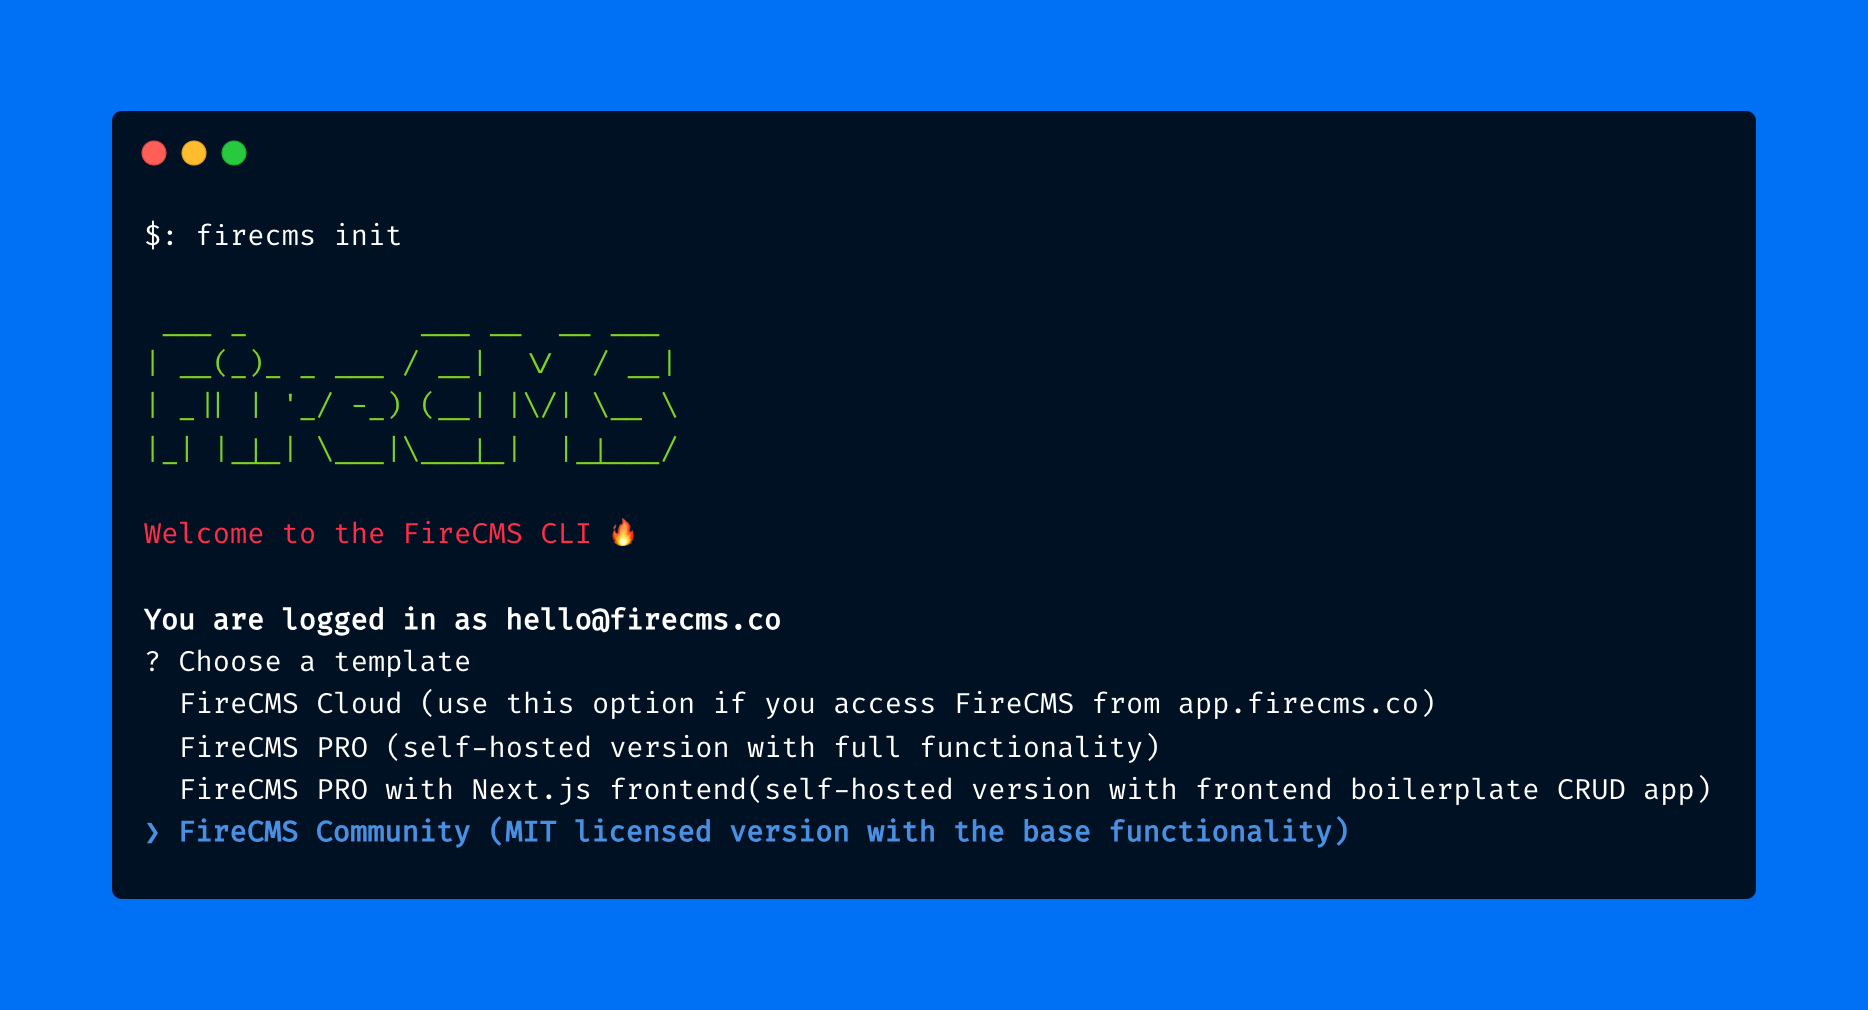 $: firecms init
 ___ _          ___ __  __ ___
| __(_)_ _ ___ / __|  \/  / __|
| _|| | '_/ -_) (__| |\/| \__ \
|_| |_|_| \___|\___|_|  |_|___/
Welcome to the FireCMS CLI 🔥
You are logged in as hello@firecms.co
? Choose a template
FireCMS Cloud (use this option if you access FireCMS from app.firecms.co)
FireCMS PRO (self-hosted version with full functionality)
FireCMS PRO with Next.js frontend(self-hosted version with frontend boilerplate CRUD app)
❯ FireCMS Community (MIT licensed version with the base functionality)